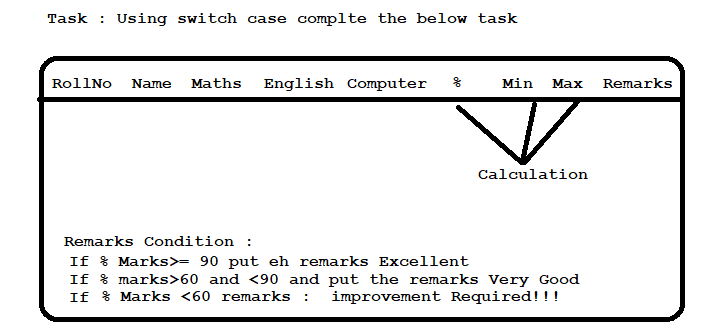 Task : Using switch case complte the below task
RollNo Name Maths English Computer % Min Max Remarks
Calculation
Remarks Condition :
If % Marks>= 90 put eh remarks Excellent
If % marks>60 and <90 and put the remarks Very Good
If % Marks <60 remarks : improvement Required!!!